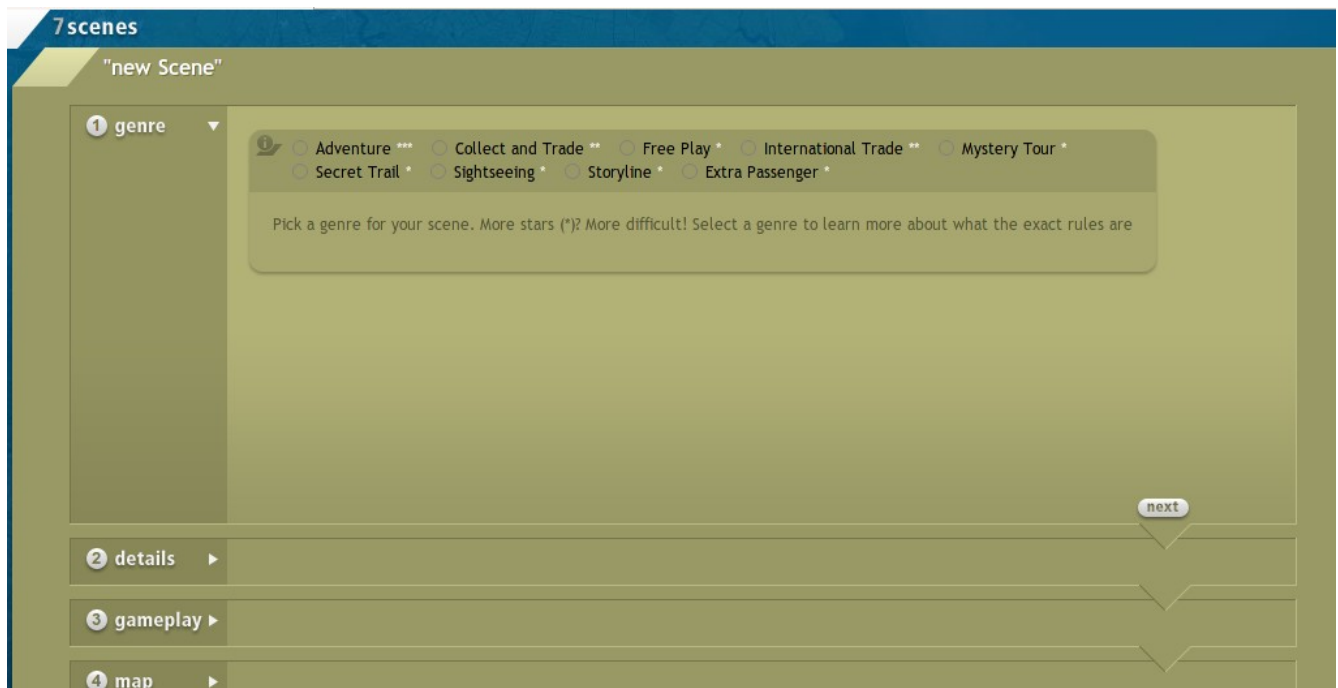 7scenes
"new Scene"
1 genre
Adventure *** Collect and Trade ** Free Play * International Trade ** Mystery Tour *
Secret Trail * Sightseeing * Storyline * Extra Passenger *
Pick a genre for your scene. More stars (*)? More difficult! Select a genre to learn more about what the exact rules are
next
2 details
3 gameplay
4 map